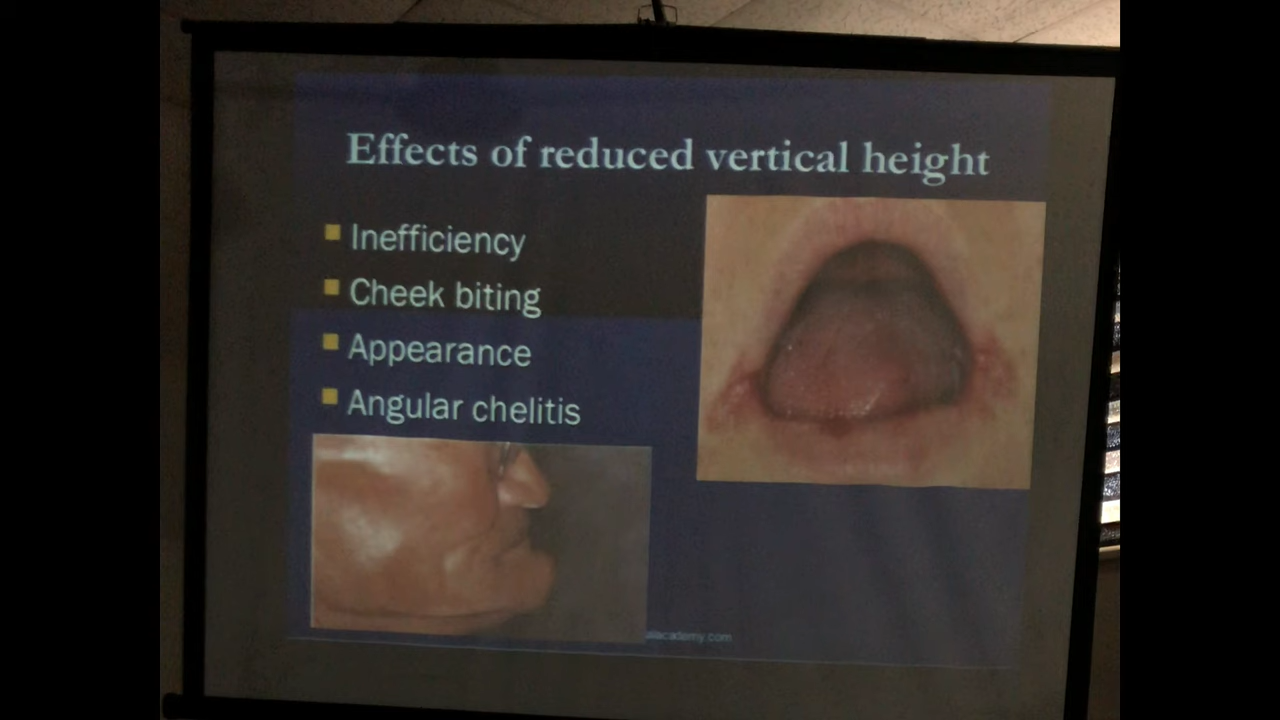 Effects of reduced vertical height
Inefficiency
Cheek biting
Appearance
Angular chelitis